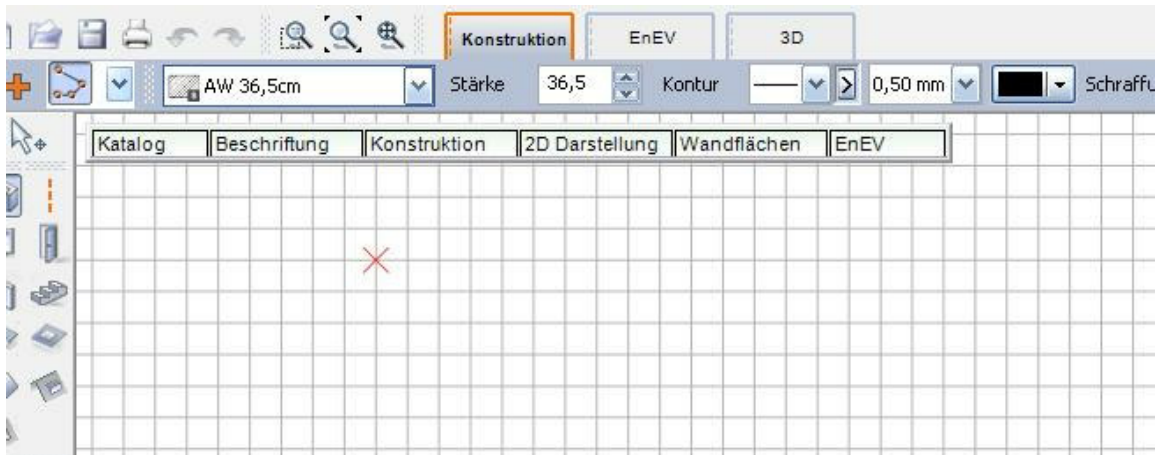 Konstruktion EnEV 3D
AW 36,5cm Stärke 36,5 Kontur 0,50 mm Schraffu
Katalog Beschriftung Konstruktion 2D Darstellung Wandflächen EnEV